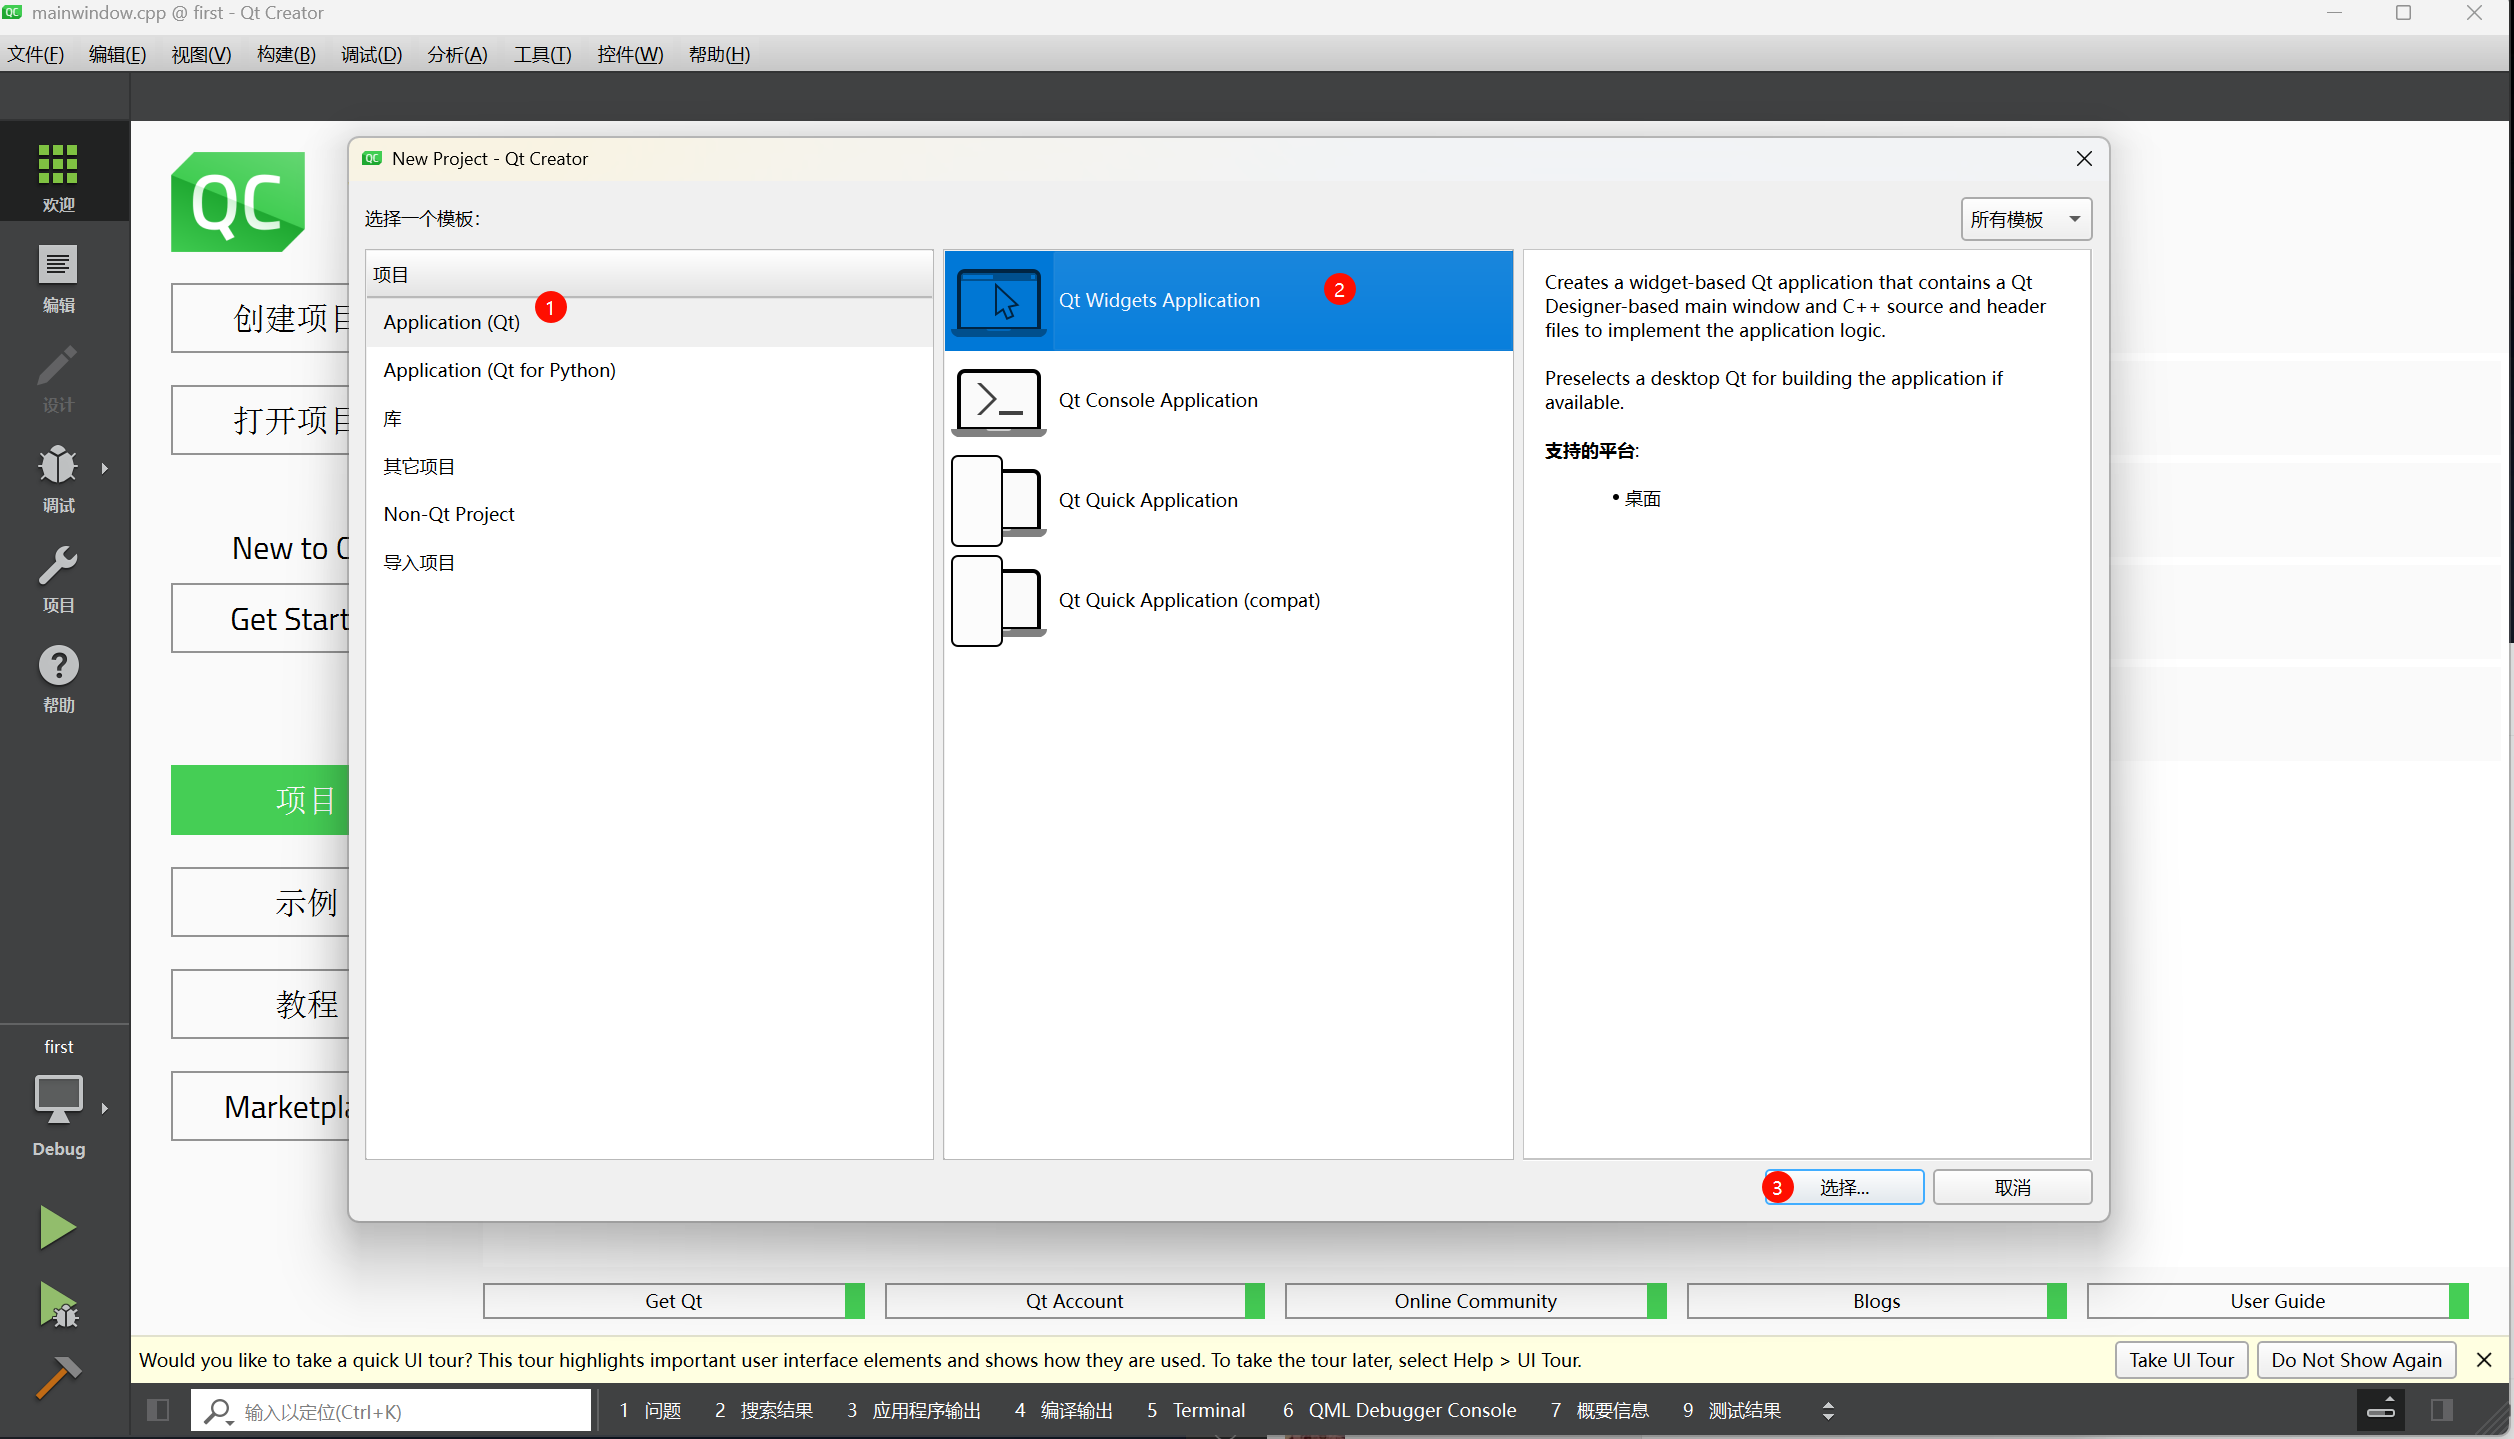 QC mainwindow.cpp @ first - Qt Creator
文件(F) 编辑(E) 视图(V) 构建(B) 调试(D) 分析(A) 工具(T) 控件(W) 帮助(H)
欢迎
编辑
设计
调试
项目
帮助
first
Debug
QC
创建项目
打开项目
New to
Get Start
项目
示例
教程
Marketpla
QC New Project - Qt Creator
选择一个模板:
所有模板
项目
Application (Qt)
1
Application (Qt for Python)
库
其它项目
Non-Qt Project
导入项目
Qt Widgets Application
2
Qt Console Application
Qt Quick Application
Qt Quick Application (compat)
Creates a widget-based Qt application that contains a Qt
Designer-based main window and C++ source and header
files to implement the application logic.
Preselects a desktop Qt for building the application if
available.
支持的平台:
• 桌面
3
选择...
取消
Get Qt
Qt Account
Online Community
Blogs
User Guide
Would you like to take a quick UI tour? This tour highlights important user interface elements and shows how they are used. To take the tour later, select Help > UI Tour.
Take UI Tour
Do Not Show Again
输入以定位(Ctrl+K)
1 问题 2 搜索结果 3 应用程序输出 4 编译输出 5 Terminal 6 QML Debugger Console 7 概要信息 9 测试结果